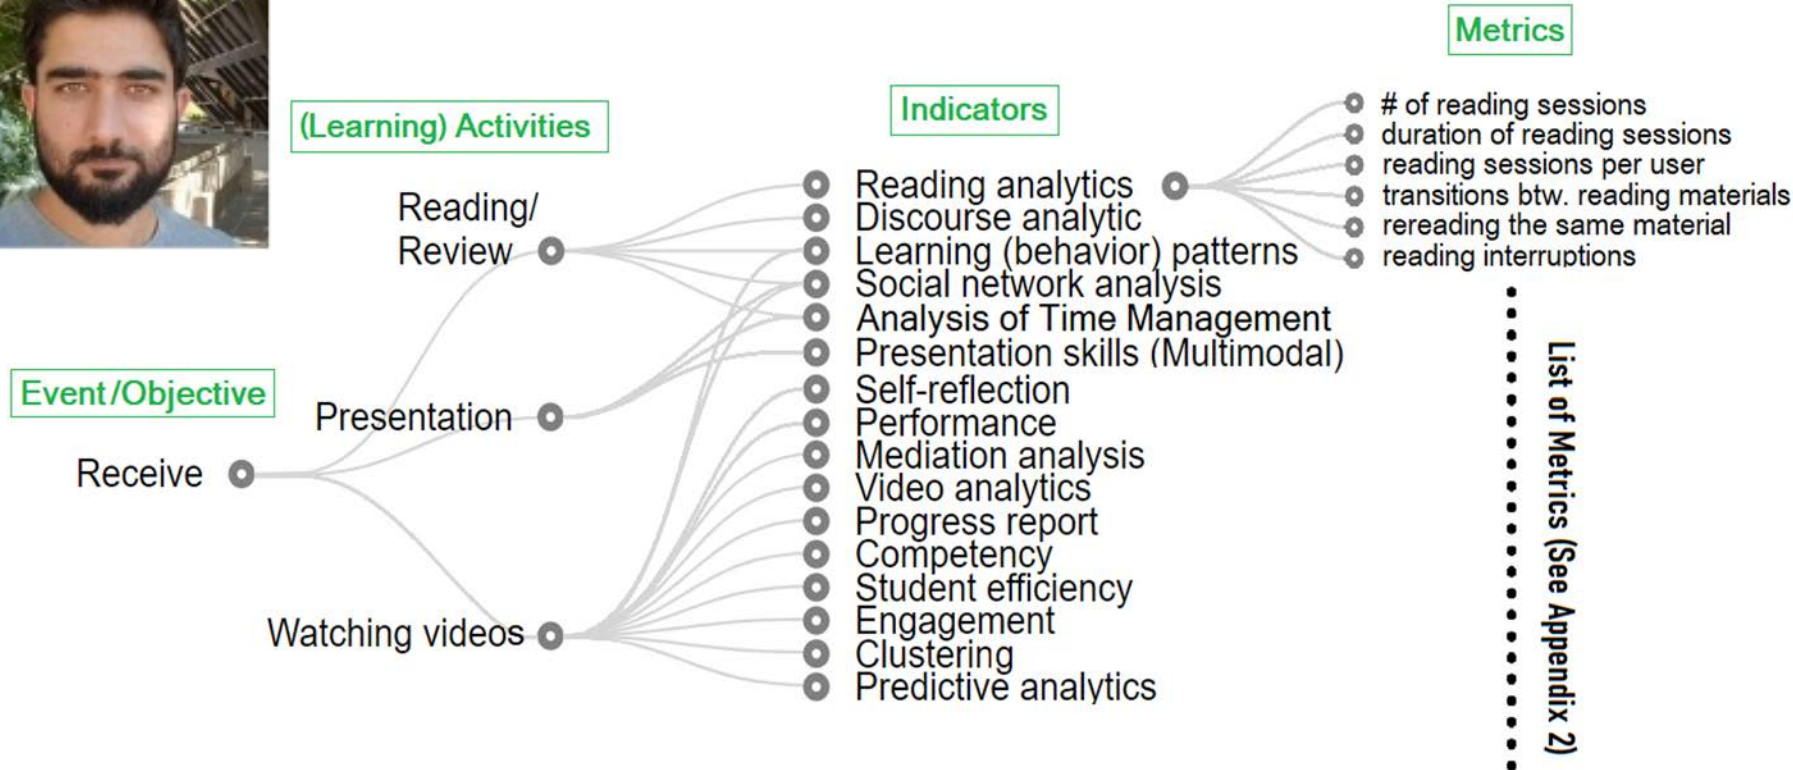 Metrics
Indicators
(Learning) Activities
# of reading sessions
duration of reading sessions
reading sessions per user
transitions btw. reading materials
rereading the same material
reading interruptions
Reading/
Review
Reading analytics
Discourse analytic
Learning (behavior) patterns
Social network analysis
Analysis of Time Management
Presentation skills (Multimodal)
Self-reflection
Performance
Mediation analysis
Video analytics
Progress report
Competency
Student efficiency
Engagement
Clustering
Predictive analytics
Event/Objective
Presentation
Receive
Watching videos
List of Metrics (See Appendix 2)